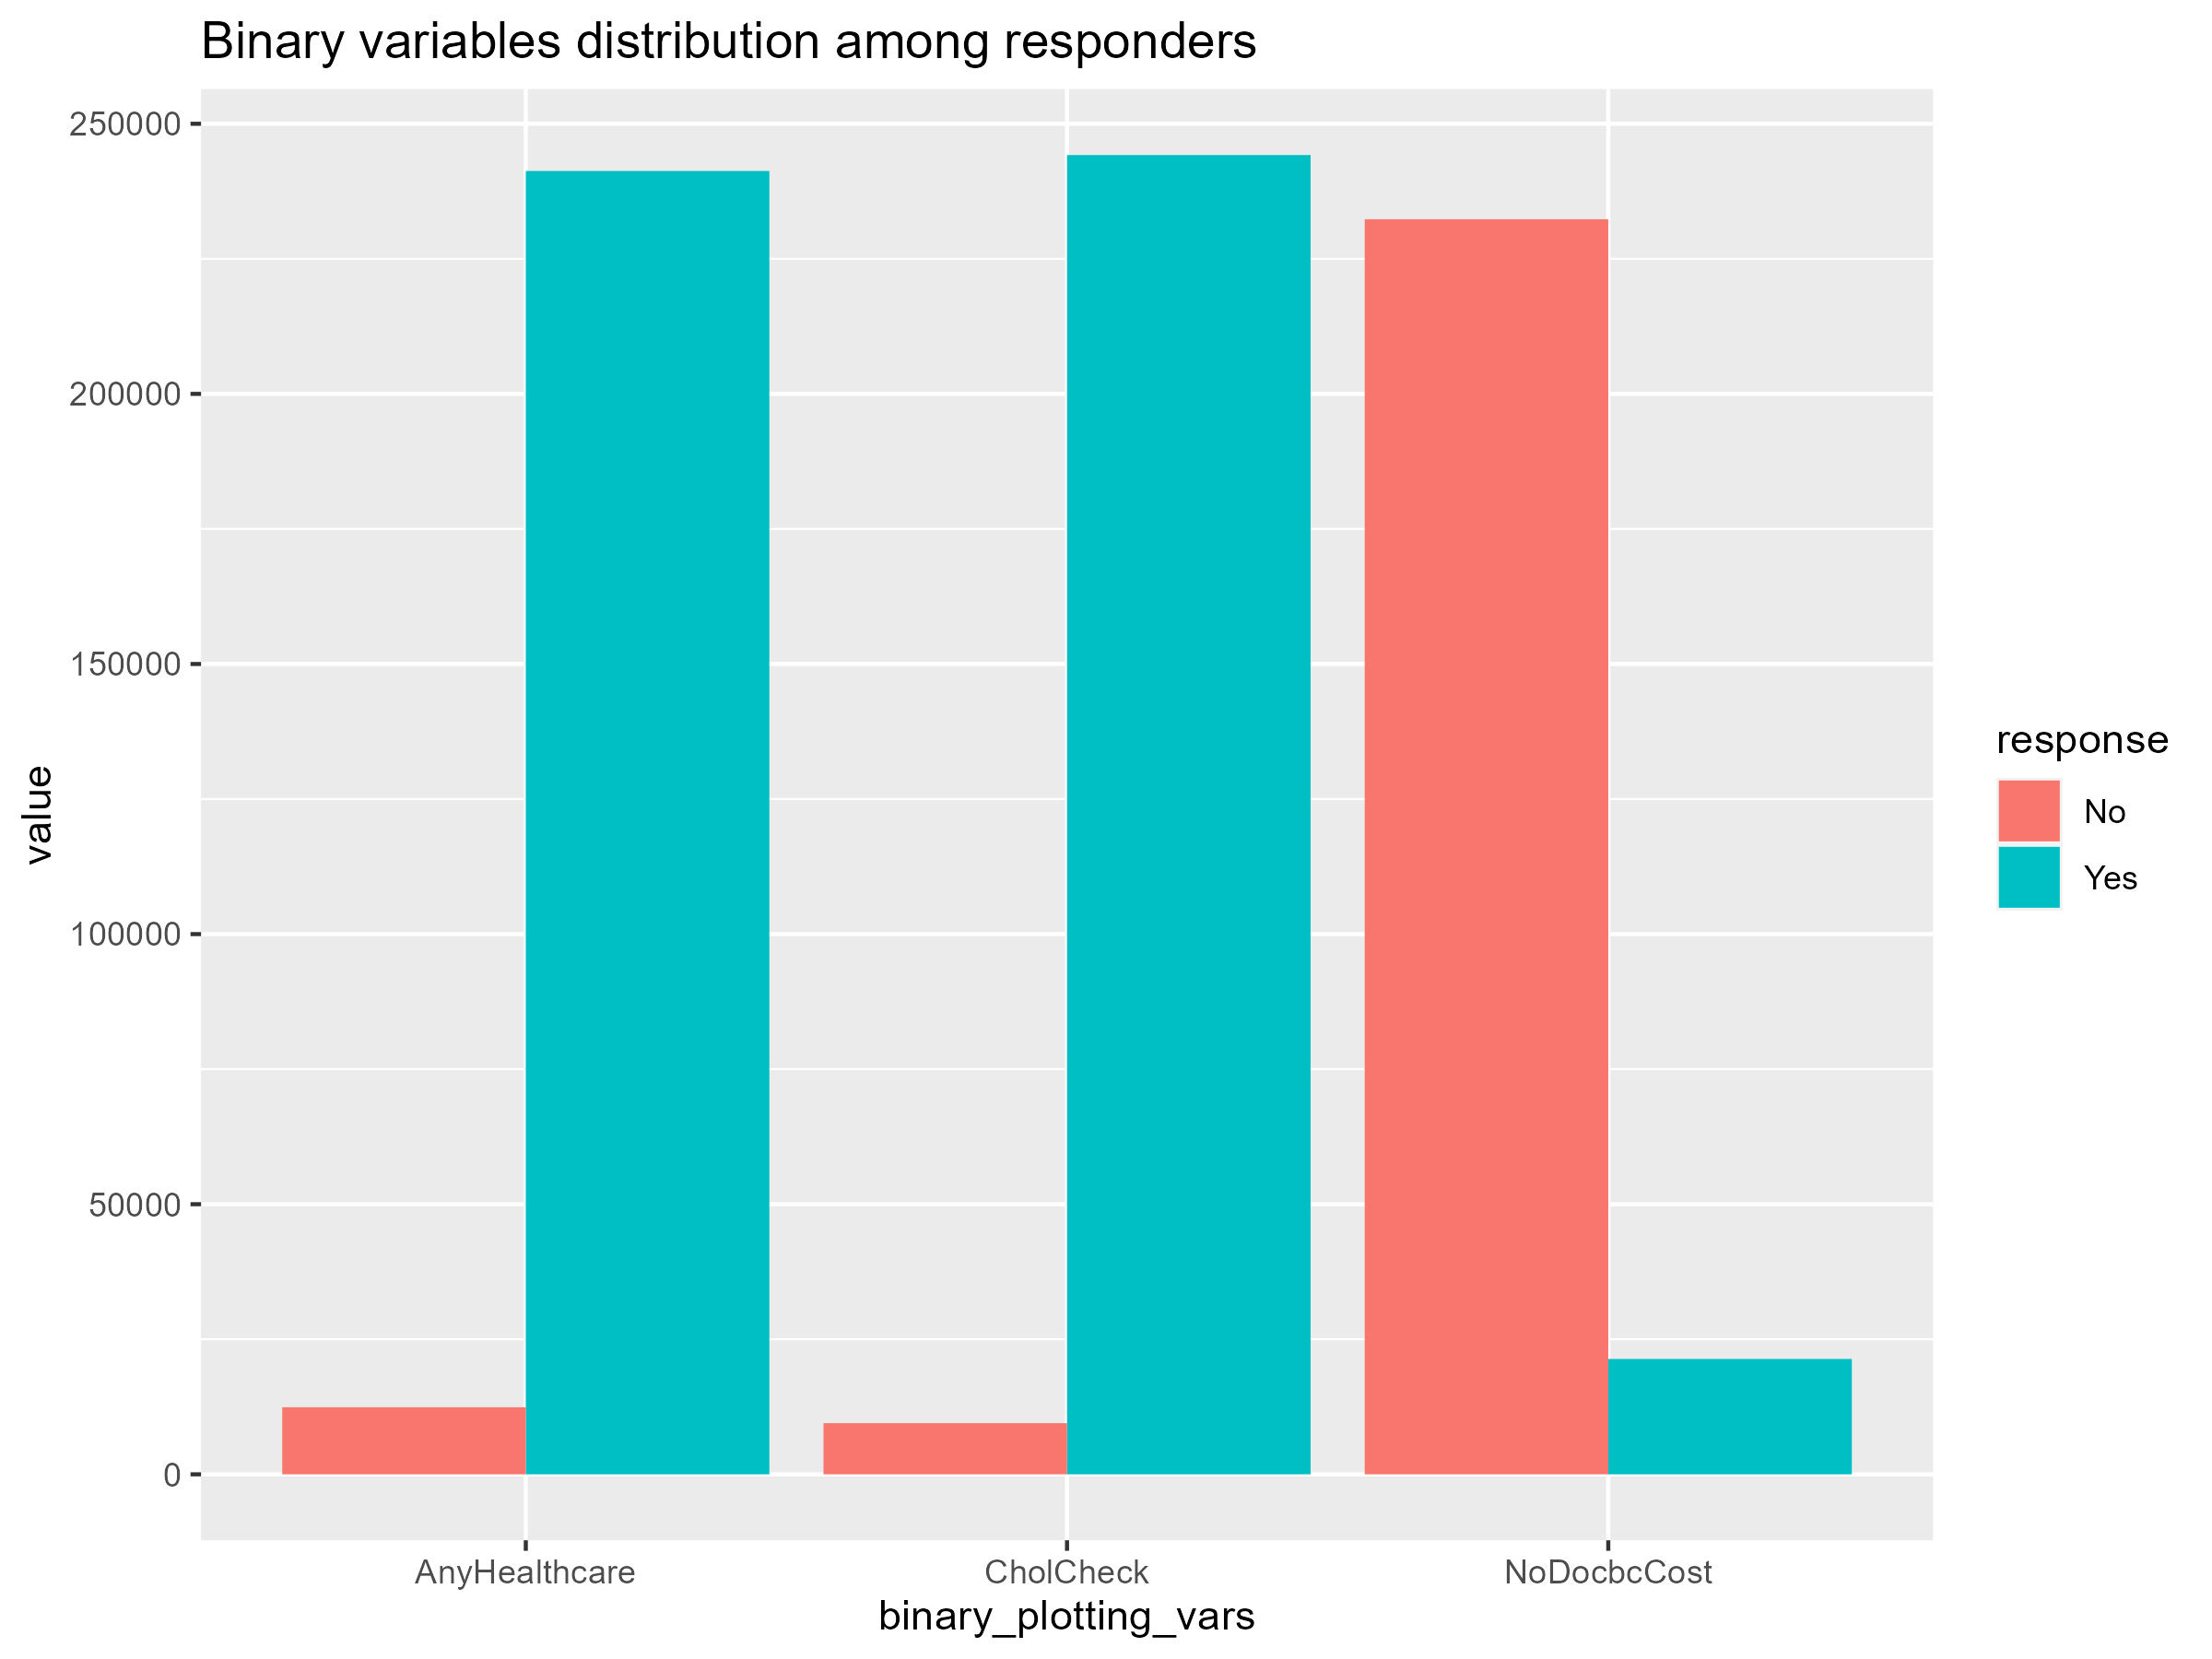 Binary variables distribution among responders
250000
200000
150000
100000
50000
0
value
AnyHealthcare
CholCheck
NoDocbcCost
binary_plotting_vars
response
No
Yes